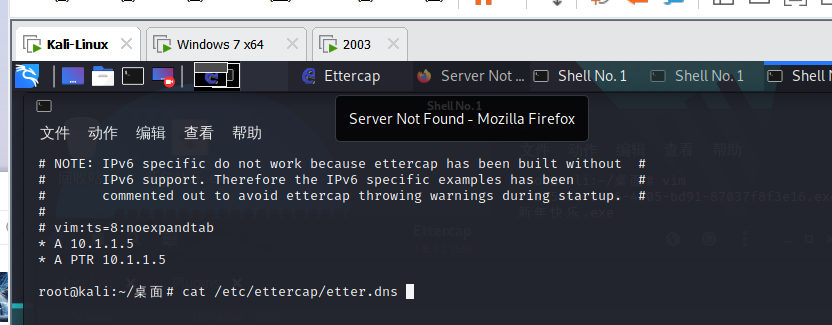 Kali-Linux
Windows 7 x64
2003
Ettercap
Server Not ...
Shell No. 1
Shell No. 1
Shell N
Shell No. 1
Server Not Found - Mozilla Firefox
文件 动作 编辑 查看 帮助
# NOTE: IPv6 specific do not work because ettercap has been built without #
# IPv6 support. Therefore the IPv6 specific examples has been #
# commented out to avoid ettercap throwing warnings during startup. #
#
# vim:ts=8:noexpandtab
* A 10.1.1.5
* A PTR 10.1.1.5
Ettercap
root@kali:~/桌面# cat /etc/ettercap/etter.dns